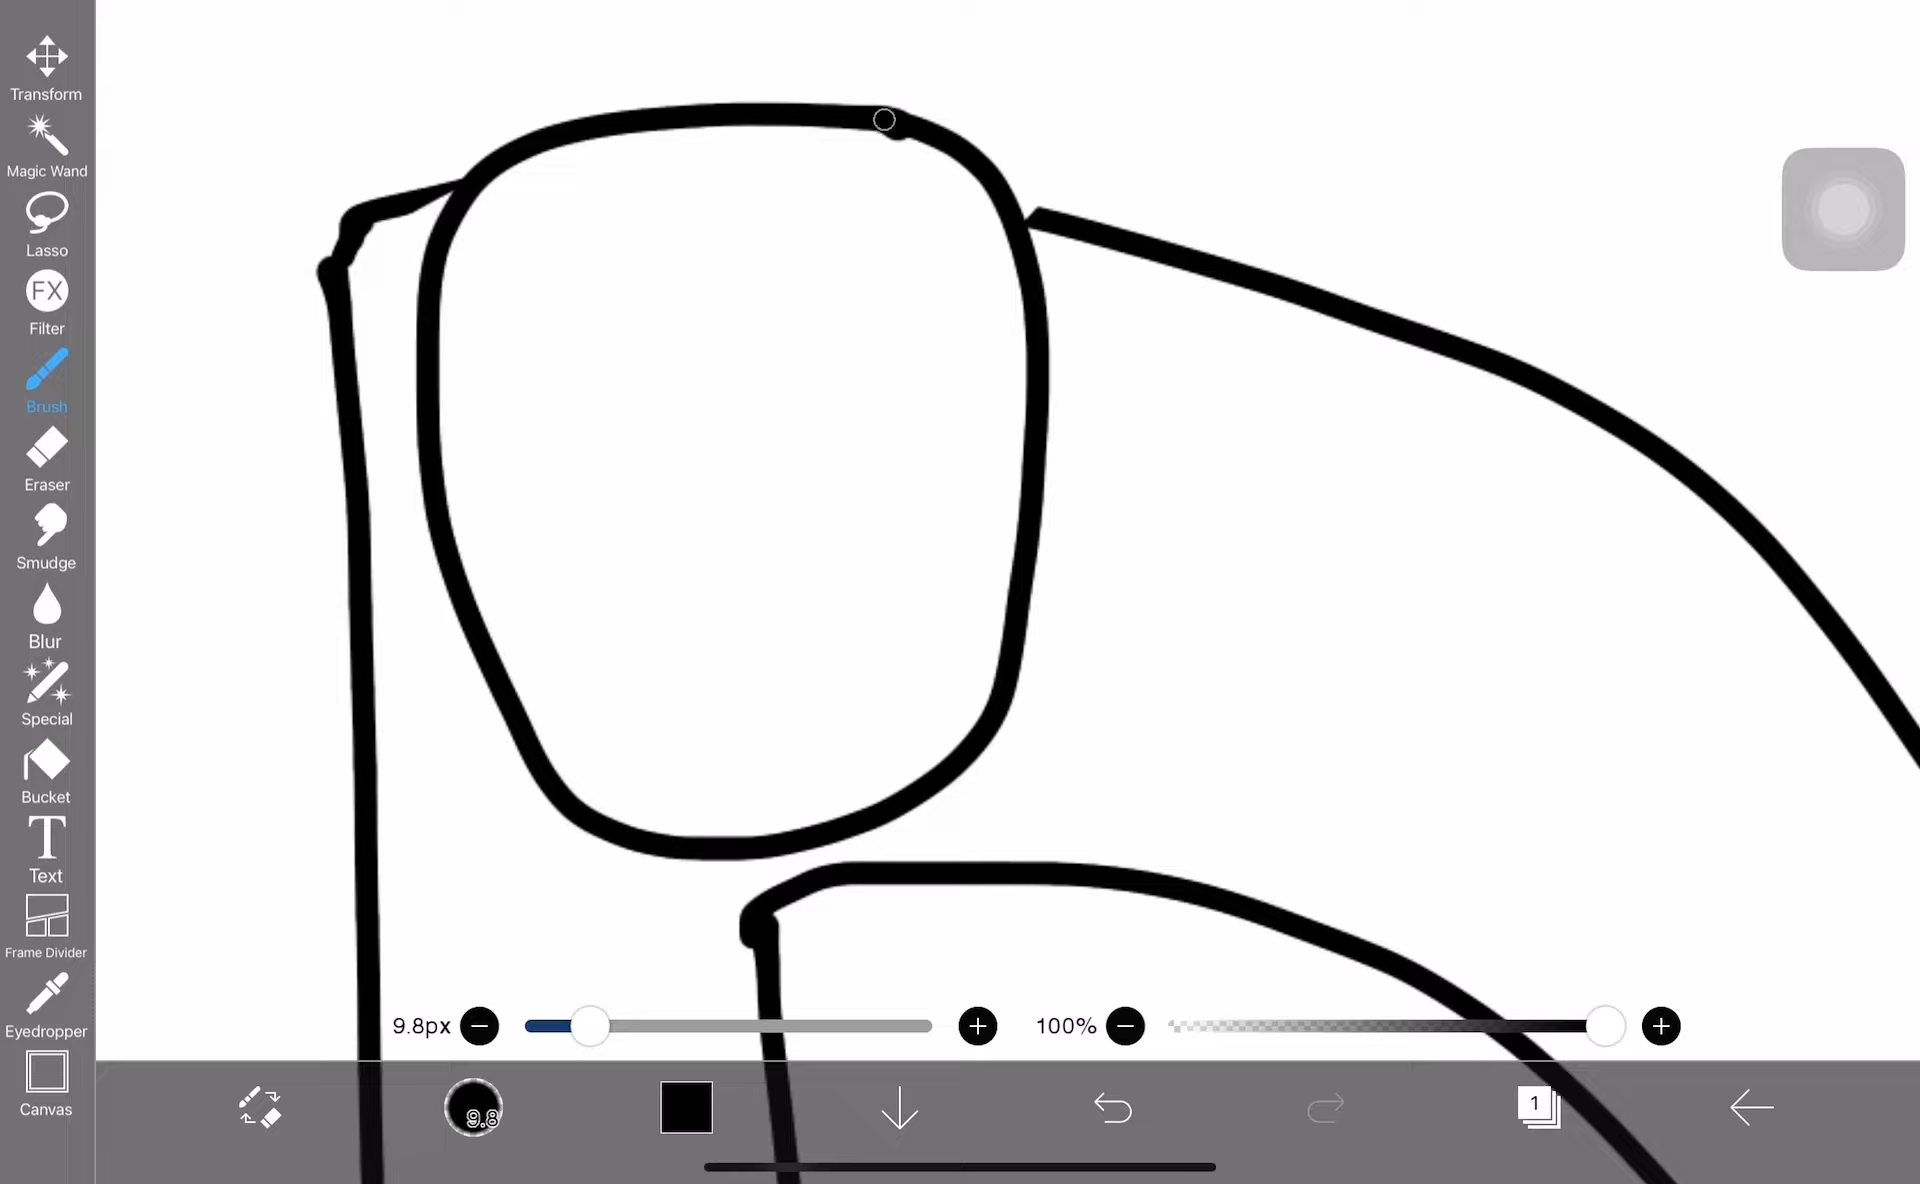 Transform
Magic Wand
Lasso
FX
Filter
Brush
Eraser
Smudge
Blur
Special
Bucket
T
Text
Frame Divider
Eyedropper
Canvas
9.8px
100%
9.8
1